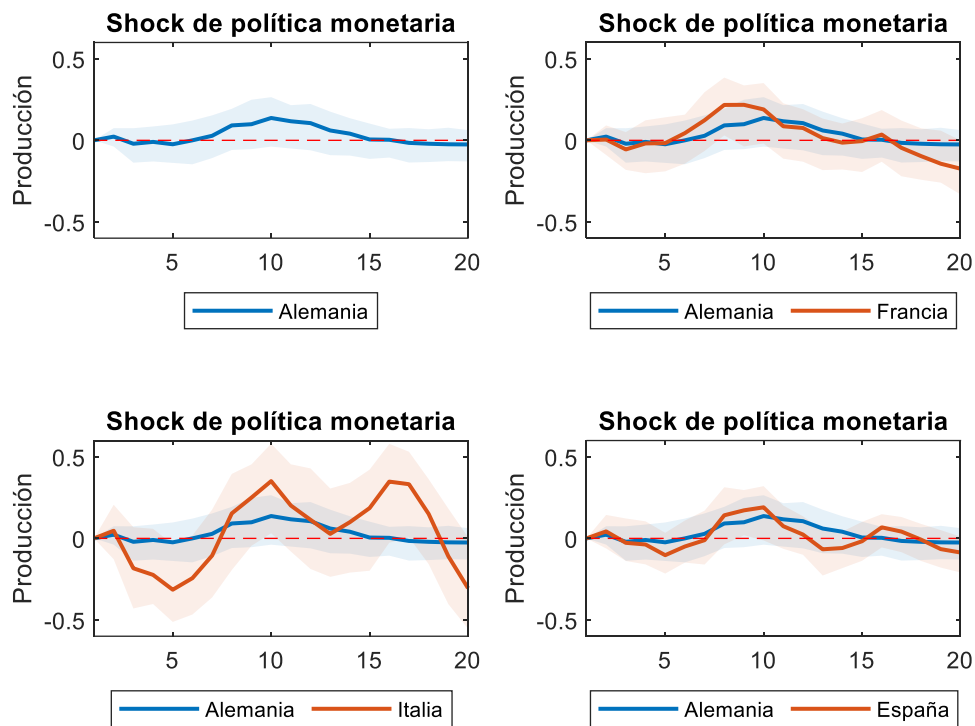 Shock de política monetaria
Producción
0.5
0
-0.5
5 10 15 20
Alemania
Shock de política monetaria
Producción
0.5
0
-0.5
5 10 15 20
Alemania Francia
Shock de política monetaria
Producción
0.5
0
-0.5
5 10 15 20
Alemania Italia
Shock de política monetaria
Producción
0.5
0
-0.5
5 10 15 20
Alemania España